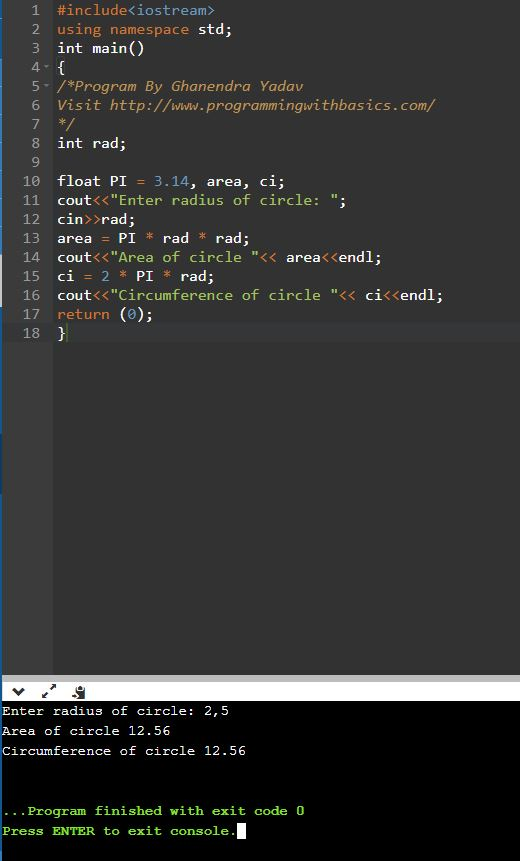 1 #include<iostream>
2 using namespace std;
3 int main()
4 {
5 /*Program By Ghanendra Yadav
6 Visit http://www.programmingwithbasics.com/
7 */
8 int rad;
9
10 float PI = 3.14, area, ci;
11 cout<<"Enter radius of circle: ";
12 cin>>rad;
13 area = PI * rad * rad;
14 cout<<"Area of circle "<< area<<endl;
15 ci = 2 * PI * rad;
16 cout<<"Circumference of circle "<< ci<<endl;
17 return (0);
18 }
Enter radius of circle: 2,5
Area of circle 12.56
Circumference of circle 12.56
...Program finished with exit code 0
Press ENTER to exit console.